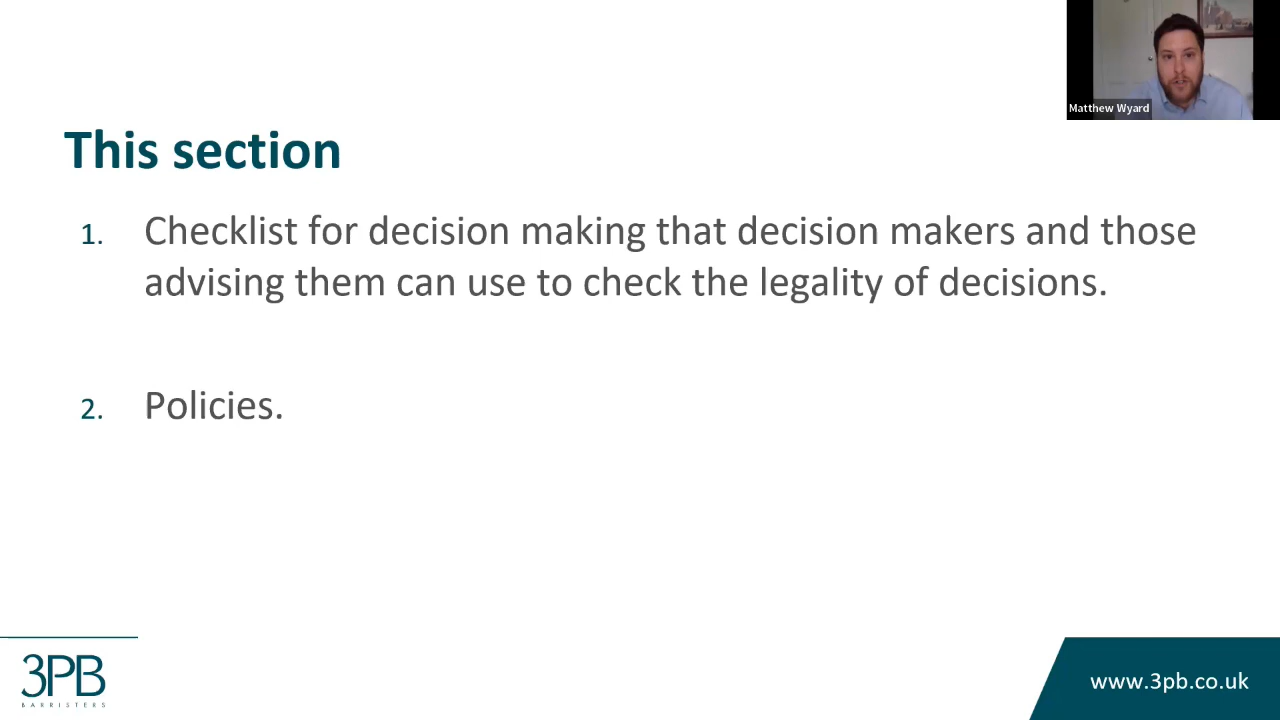 Matthew Wyard
This section
1. Checklist for decision making that decision makers and those
advising them can use to check the legality of decisions.
2. Policies.
3PB
BARRISTERS
www.3pb.co.uk